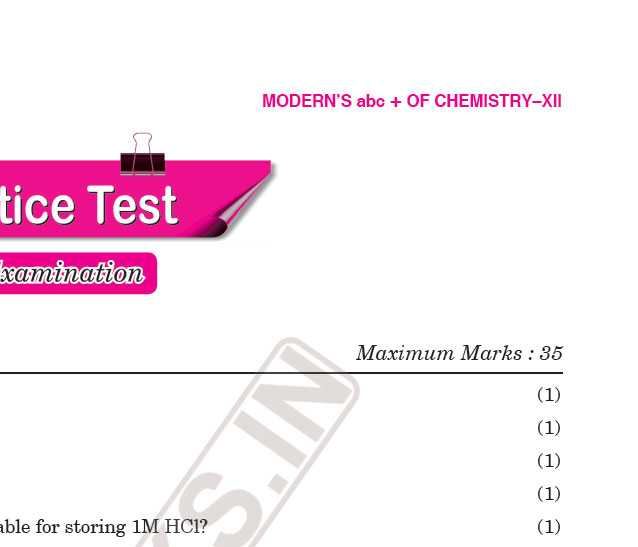 MODERN'S abc + OF CHEMISTRY–XII
tice Test
xamination
Maximum Marks : 35
(1)
(1)
(1)
(1)
able for storing 1M HCl? (1)
KS.IN